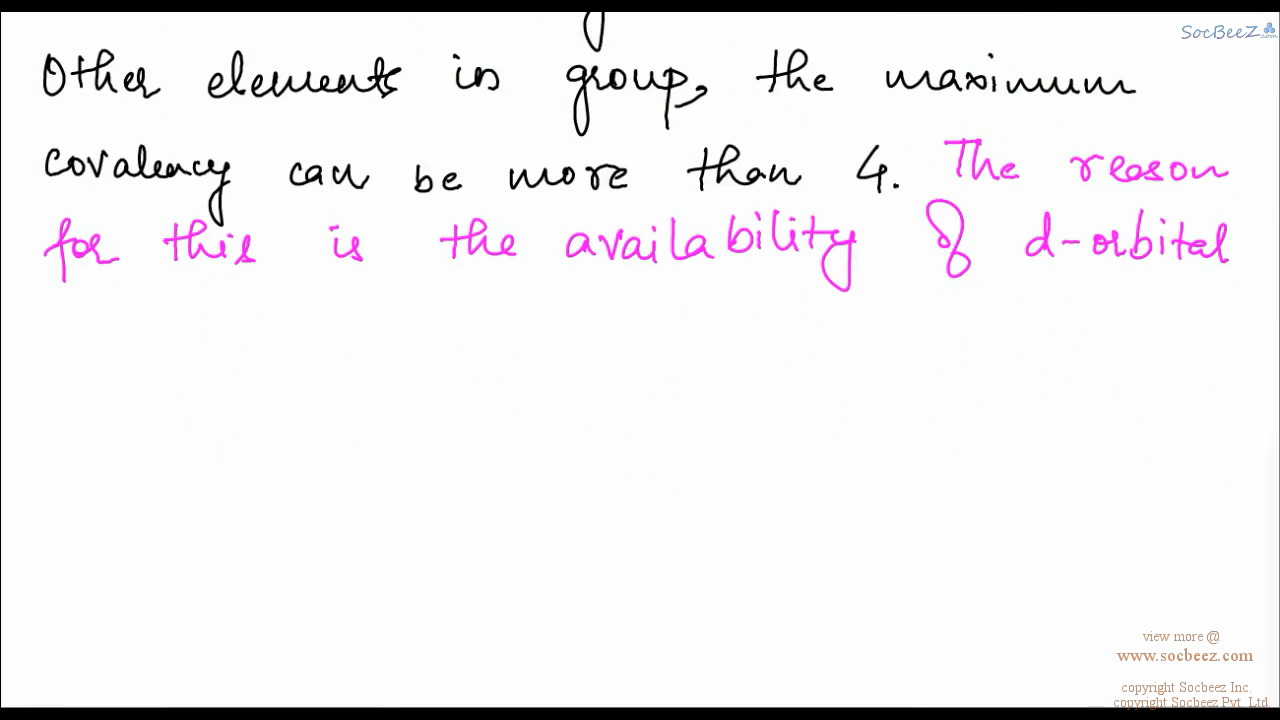 SocBeeZ.com
Other elements in group, the maximum
covalency can be more than 4. The reason
for this is the availability of d-orbital
view more @
www.socbeez.com
copyright Socbeez Inc.
copyright Socbeez Pvt. Ltd.